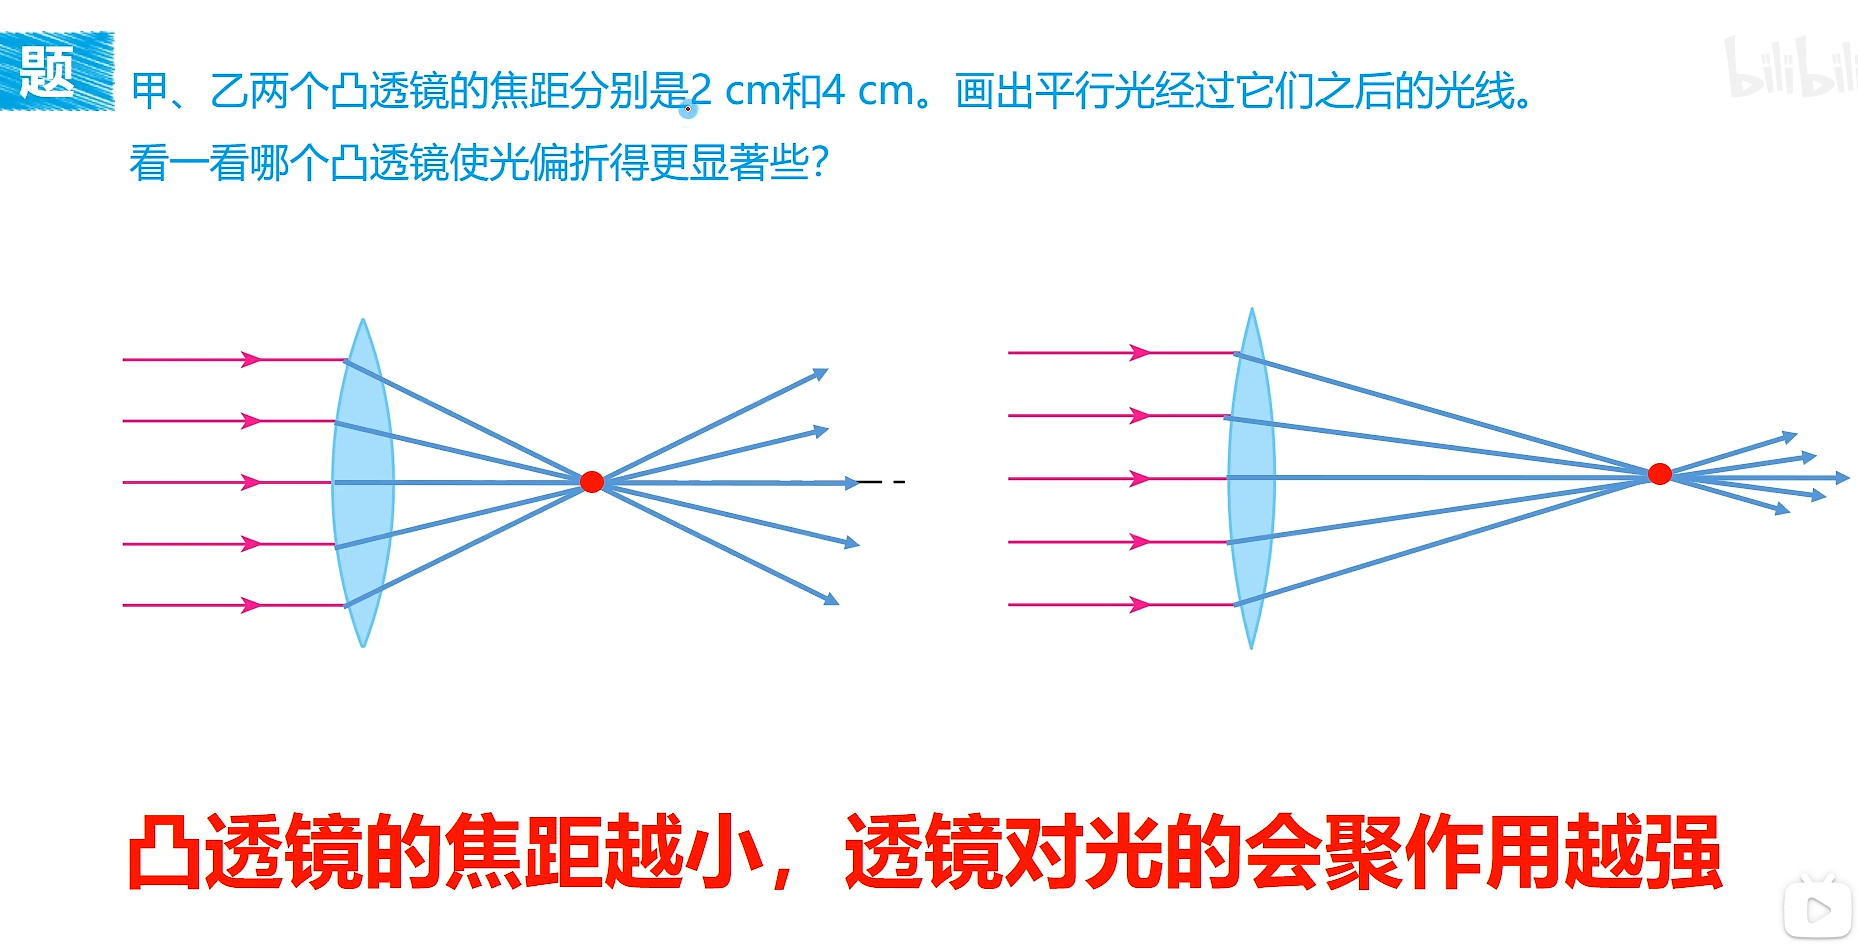 题
甲、乙两个凸透镜的焦距分别是2 cm和4 cm。画出平行光经过它们之后的光线。
看一看哪个凸透镜使光偏折得更显著些？
凸透镜的焦距越小，透镜对光的会聚作用越强
bilibili